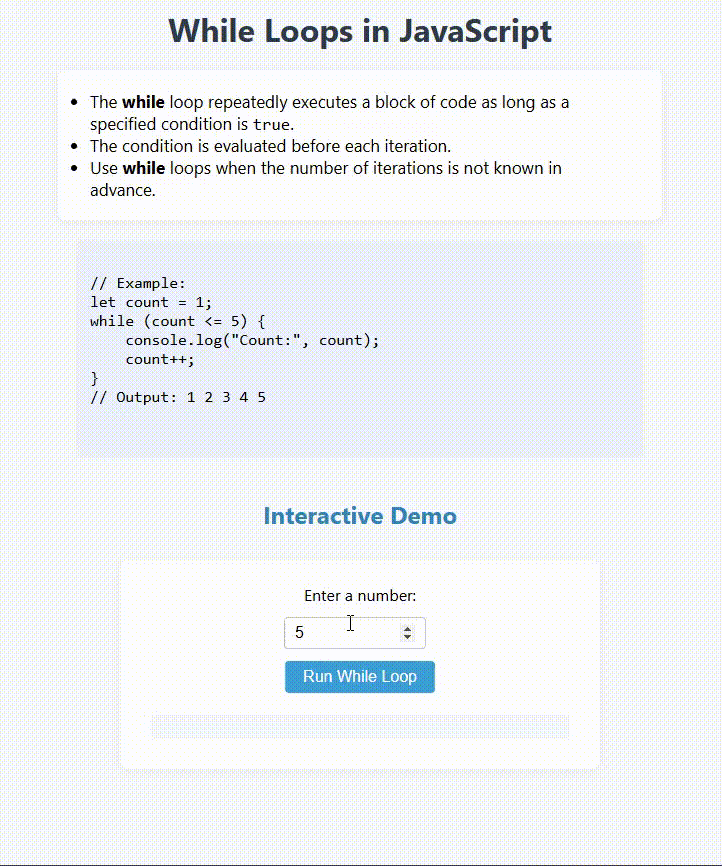 While Loops in JavaScript
The while loop repeatedly executes a block of code as long as a
specified condition is true.
The condition is evaluated before each iteration.
Use while loops when the number of iterations is not known in
advance.
// Example:
let count = 1;
while (count <= 5) {
    console.log("Count:", count);
    count++;
}
// Output: 1 2 3 4 5
Interactive Demo
Enter a number:
5
Run While Loop